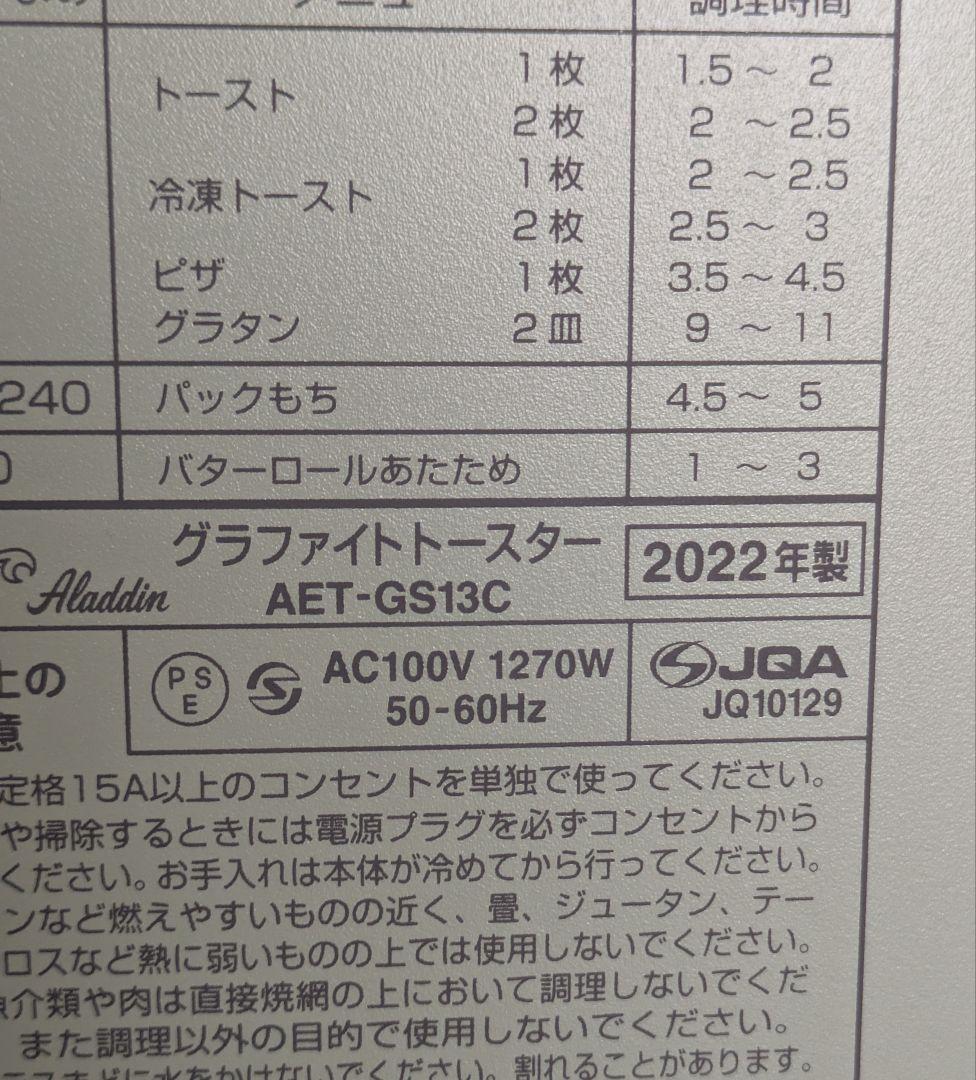 調理時間
トースト 1枚 1.5～ 2
2枚 2 ～2.5
冷凍トースト 1枚 2 ～2.5
2枚 2.5～ 3
ピザ 1枚 3.5～4.5
グラタン 2皿 9 ～11
240 パックもち 4.5～ 5
バターロールあたため 1 ～ 3
Aladdin グラファイトトースター
AET-GS13C
2022年製
上の
意
PSE
AC100V 1270W
50-60Hz
JQA
JQ10129
定格15A以上のコンセントを単独で使ってください。
や掃除するときには電源プラグを必ずコンセントから
ください。お手入れは本体が冷めてから行ってください。
ンなど燃えやすいものの近く、畳、ジュータン、テー
ロスなど熱に弱いものの上では使用しないでください。
介類や肉は直接焼網の上において調理しないでくだ
また調理以外の目的で使用しないでください。
に水をかけないでください。割れることがあります。